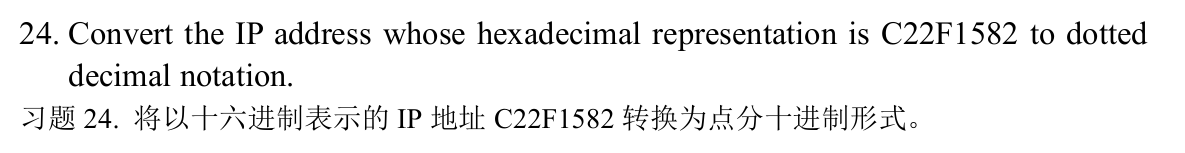 24. Convert the IP address whose hexadecimal representation is C22F1582 to dotted
decimal notation.
习题 24. 将以十六进制表示的 IP 地址 C22F1582 转换为点分十进制形式。